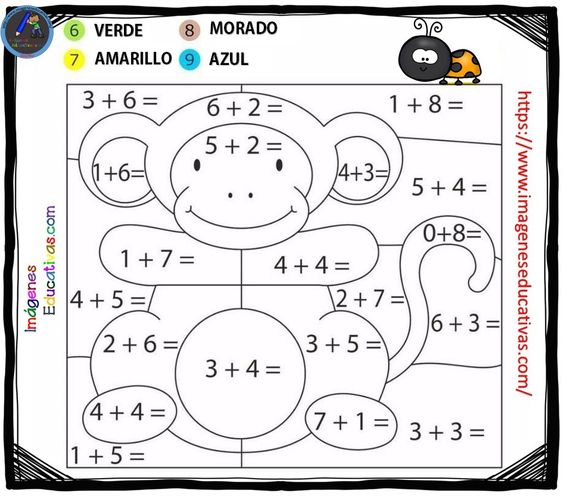 6 VERDE 8 MORADO
7 AMARILLO 9 AZUL
3 + 6 =
6 + 2 =
1 + 8 =
5 + 2 =
1+6=
4+3=
5 + 4 =
0+8=
1 + 7 =
4 + 4 =
4 + 5 =
2 + 7 =
6 + 3 =
2 + 6 =
3 + 5 =
3 + 4 =
4 + 4 =
7 + 1 =
3 + 3 =
1 + 5 =
Imágenes
Educativas.com
https://www.imageneseducativas.com/